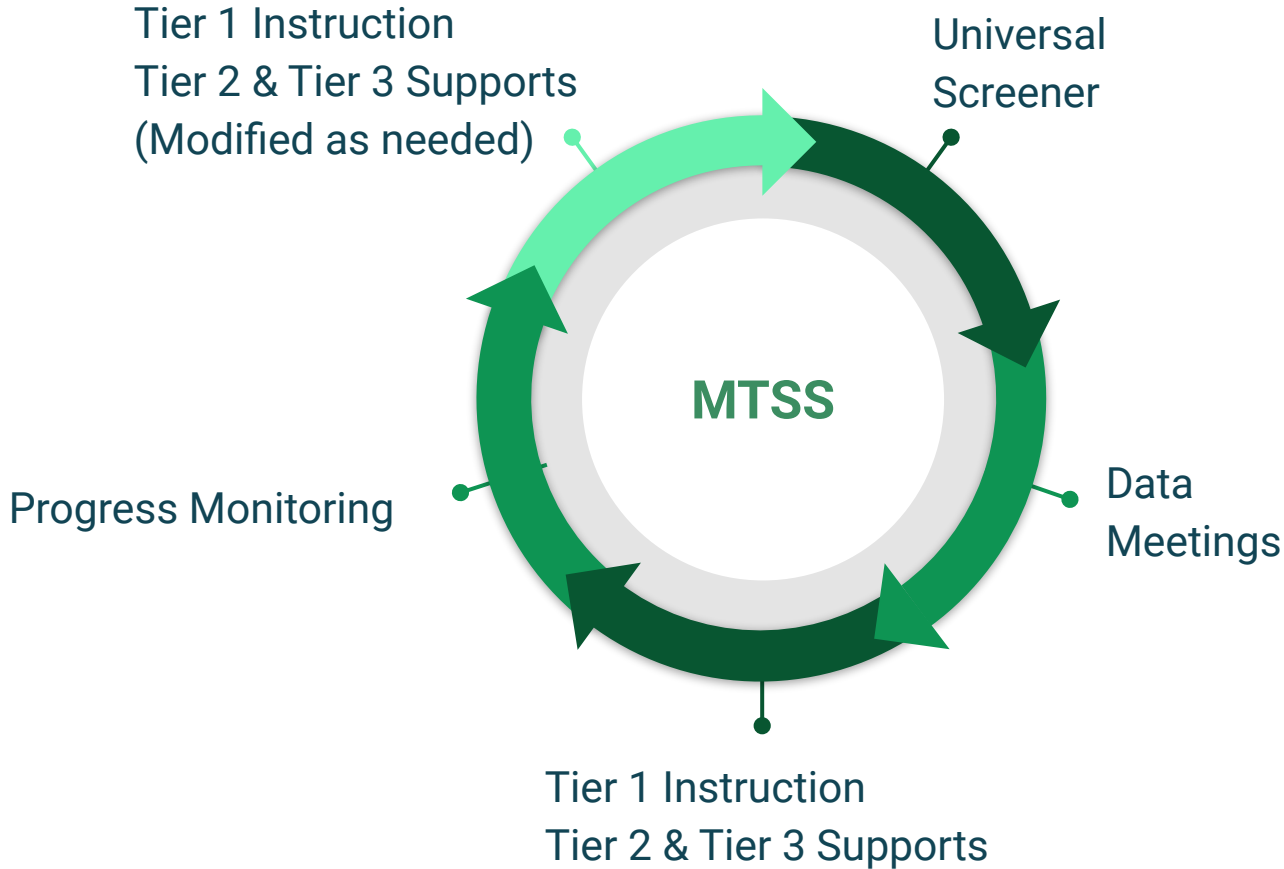 Tier 1 Instruction
Tier 2 & Tier 3 Supports
(Modified as needed)
Universal
Screener
MTSS
Data
Meetings
Progress Monitoring
Tier 1 Instruction
Tier 2 & Tier 3 Supports